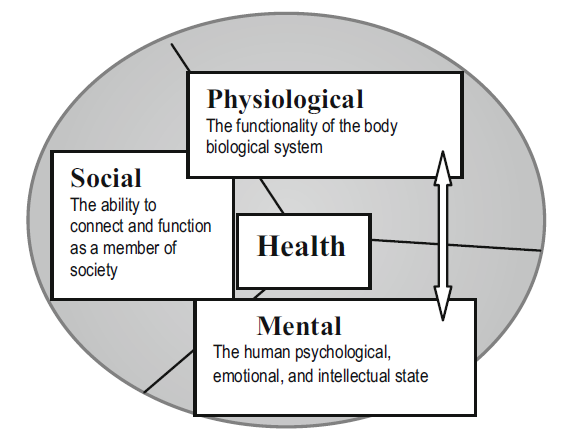 Physiological
The functionality of the body
biological system
Social
The ability to
connect and function
as a member of
society
Health
Mental
The human psychological,
emotional, and intellectual state